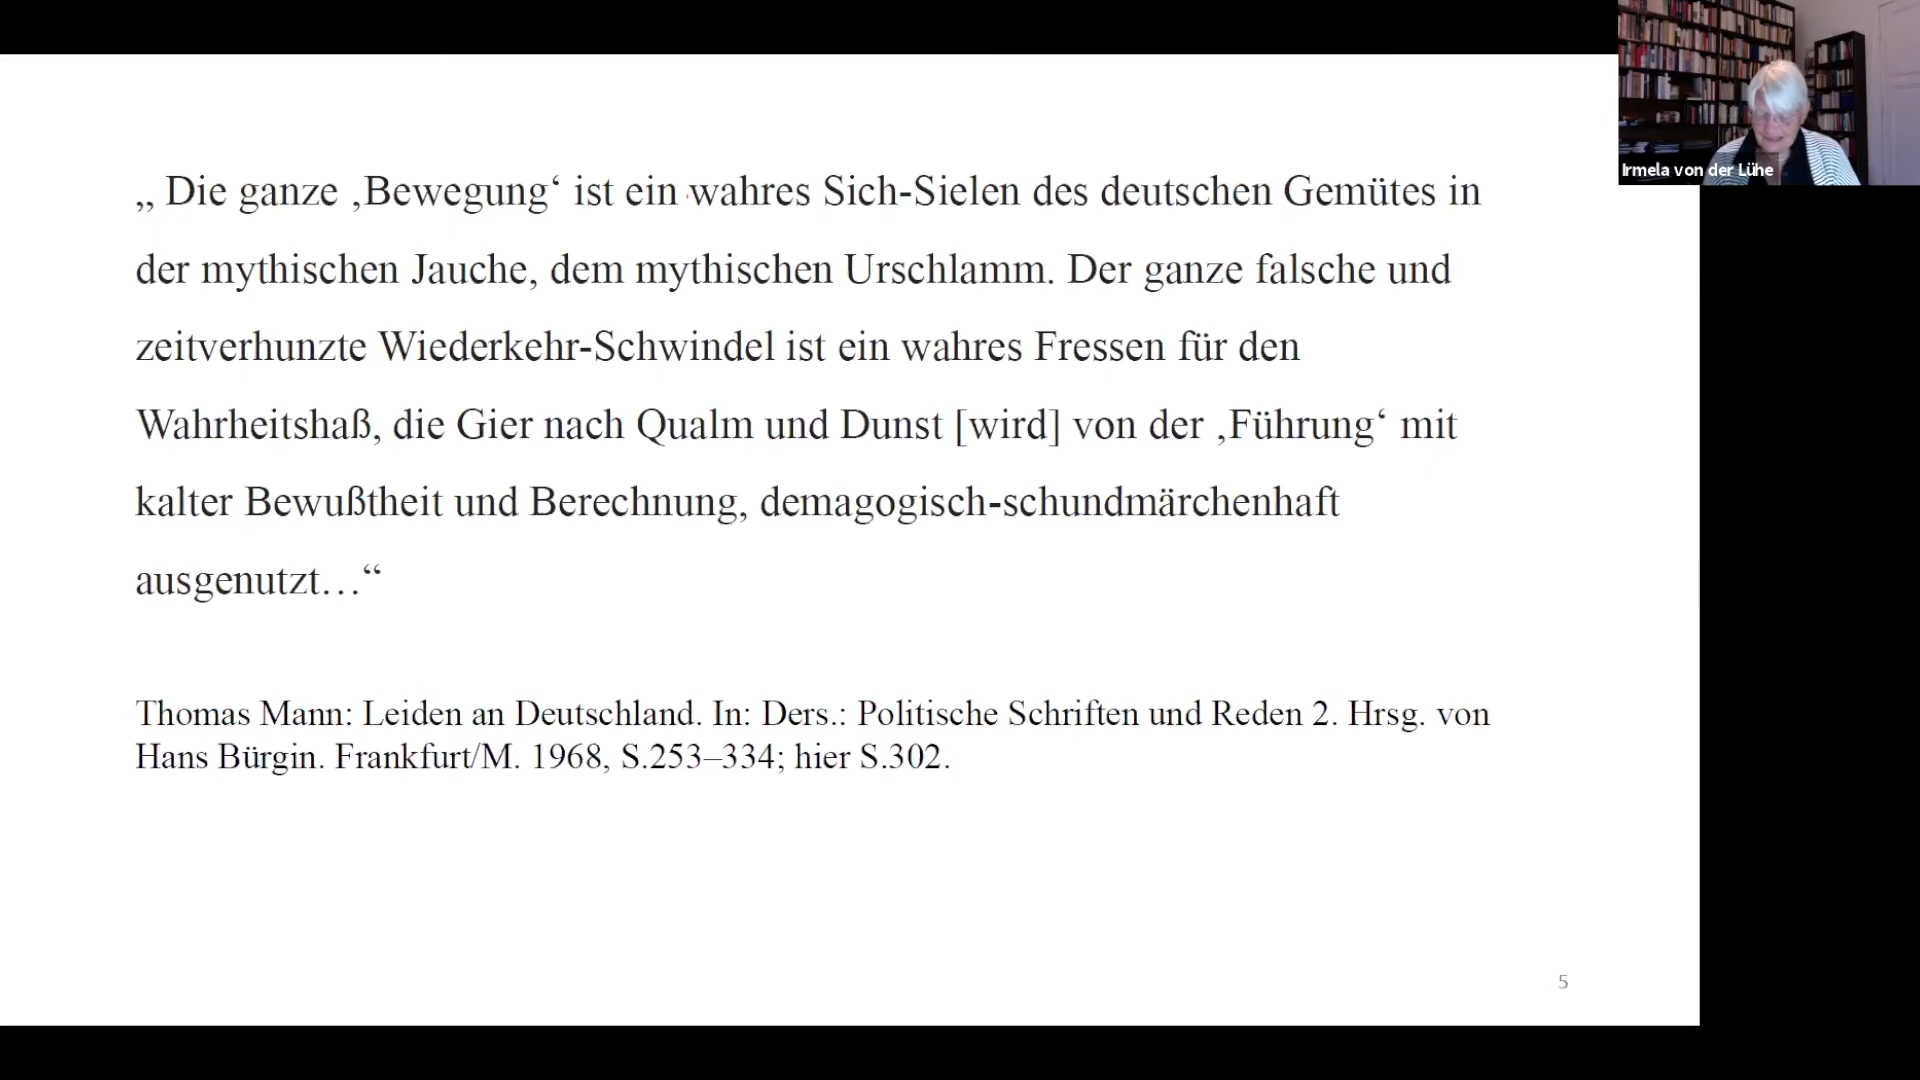 „ Die ganze ‚Bewegung‘ ist ein wahres Sich-Sielen des deutschen Gemütes in
der mythischen Jauche, dem mythischen Urschlamm. Der ganze falsche und
zeitverhunzte Wiederkehr-Schwindel ist ein wahres Fressen für den
Wahrheitshaß, die Gier nach Qualm und Dunst [wird] von der ‚Führung‘ mit
kalter Bewußtheit und Berechnung, demagogisch-schundmärchenhaft
ausgenutzt…“
Thomas Mann: Leiden an Deutschland. In: Ders.: Politische Schriften und Reden 2. Hrsg. von
Hans Bürgin. Frankfurt/M. 1968, S.253–334; hier S.302.
5
Irmela von der Lühe